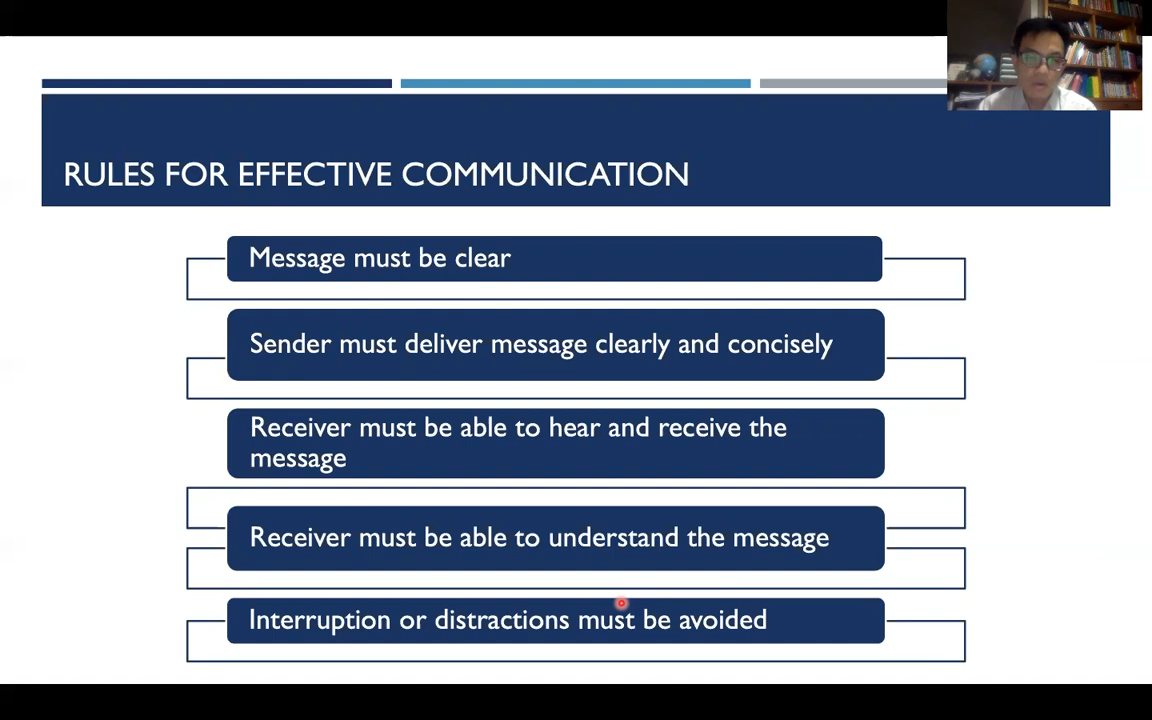 RULES FOR EFFECTIVE COMMUNICATION
Message must be clear
Sender must deliver message clearly and concisely
Receiver must be able to hear and receive the
message
Receiver must be able to understand the message
Interruption or distractions must be avoided